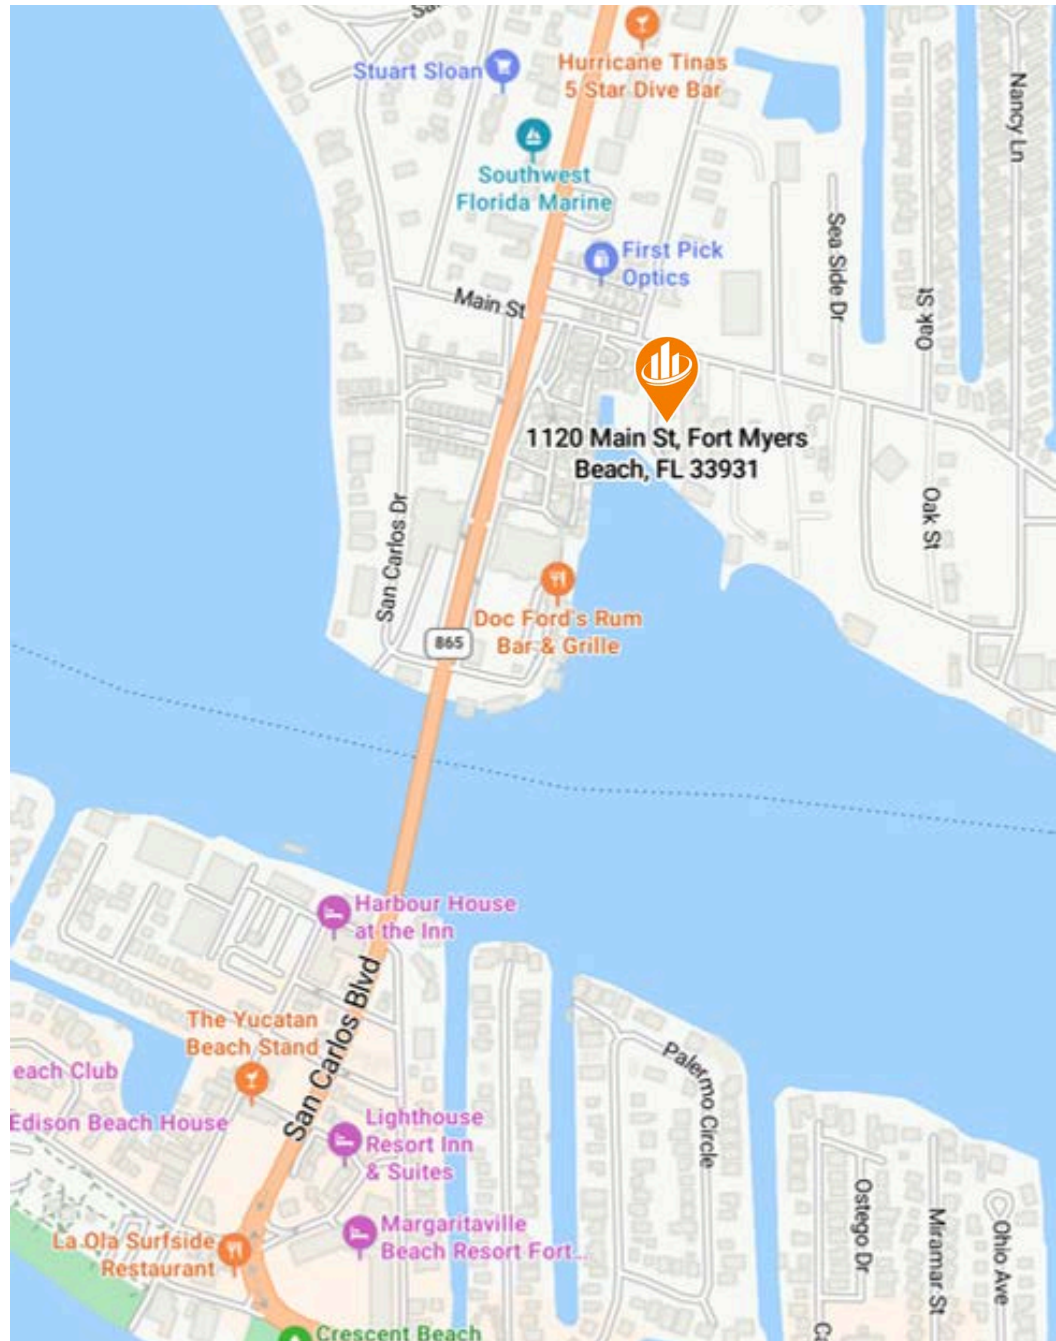 Stuart Sloan
Hurricane Tinas
5 Star Dive Bar
Nancy Ln
Southwest
Florida Marine
First Pick
Optics
Sea Side Dr
Main St
Oak St
1120 Main St, Fort Myers
Beach, FL 33931
San Carlos Dr
Oak St
Doc Ford's Rum
Bar & Grille
865
Harbour House
at the Inn
San Carlos Blvd
The Yucatan
Beach Stand
Palermo Circle
each Club
Edison Beach House
Lighthouse
Resort Inn
& Suites
Ostego Dr
Miramar St
Ohio Ave
Margaritaville
Beach Resort Fort...
La Ola Surfside
Restaurant
Crescent Beach